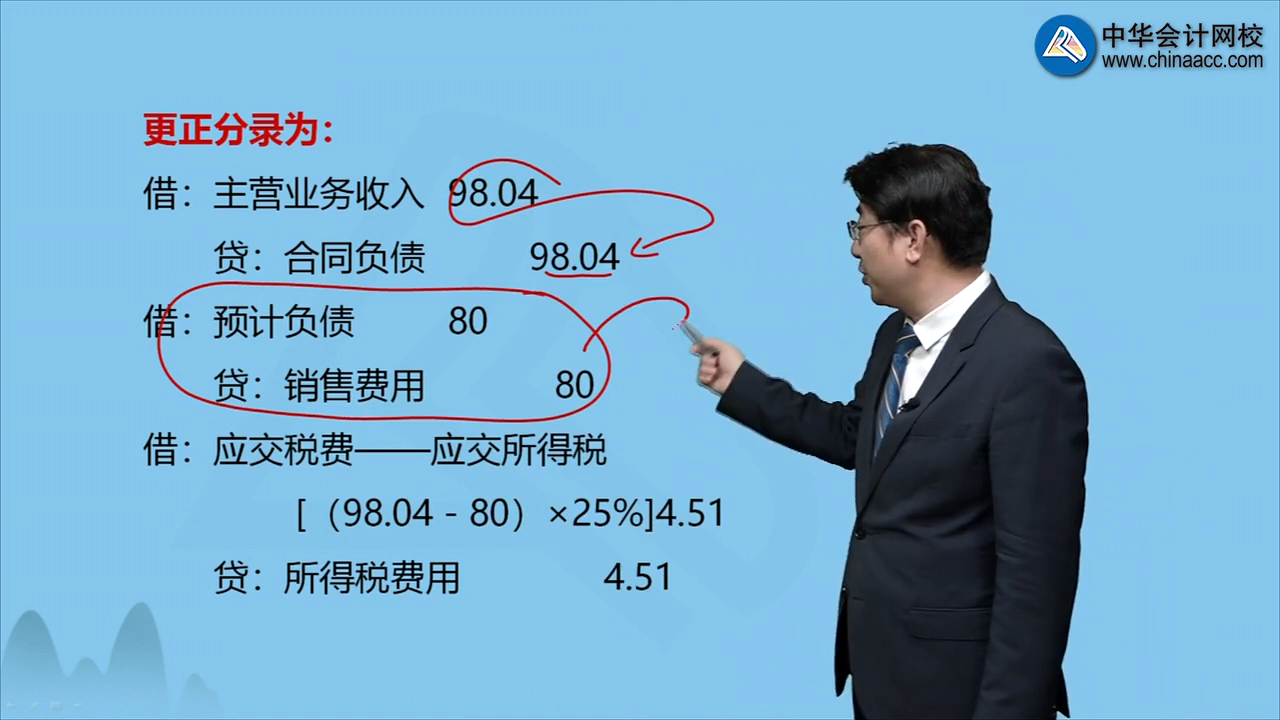 中华会计网校
www.chinaacc.com
更正分录为：
借：主营业务收入 98.04
贷：合同负债 98.04
借：预计负债 80
贷：销售费用 80
借：应交税费——应交所得税
[（98.04－80）×25%]4.51
贷：所得税费用 4.51